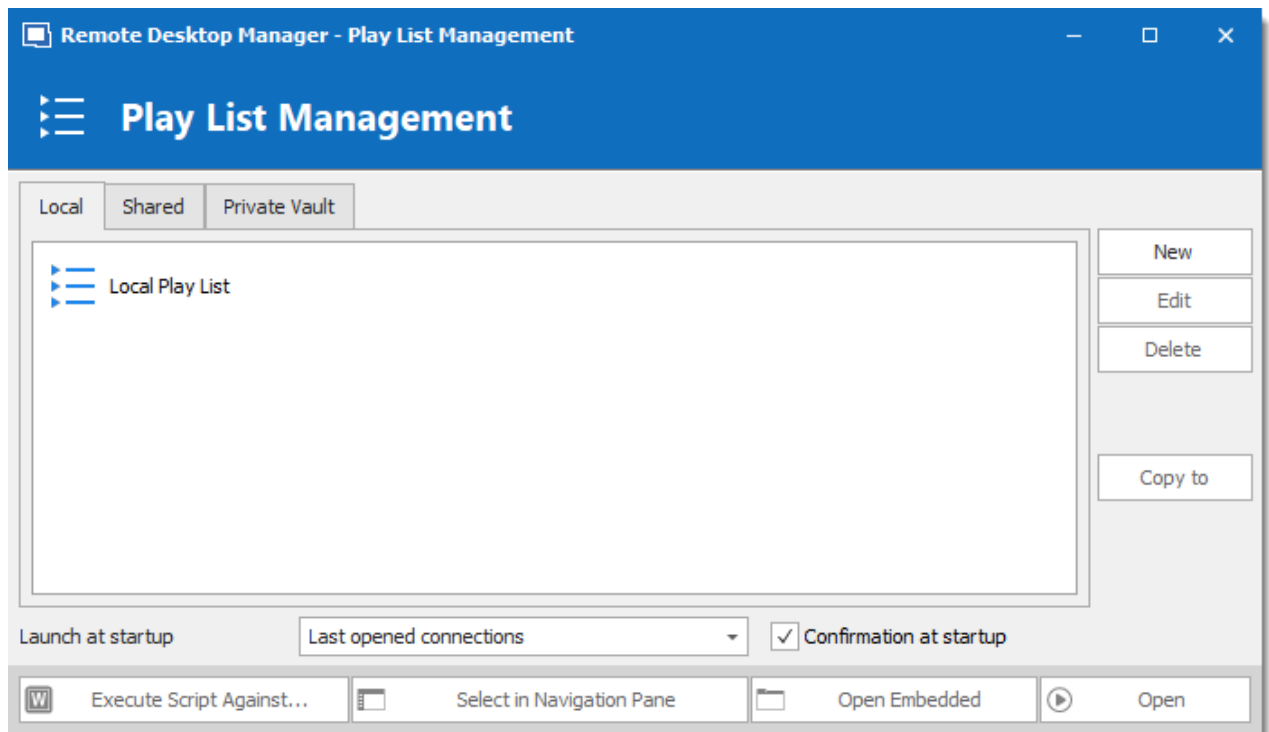 Remote Desktop Manager - Play List Management
Play List Management
Local Shared Private Vault
Local Play List
New
Edit
Delete
Copy to
Launch at startup Last opened connections Confirmation at startup
W Execute Script Against... Select in Navigation Pane Open Embedded Open